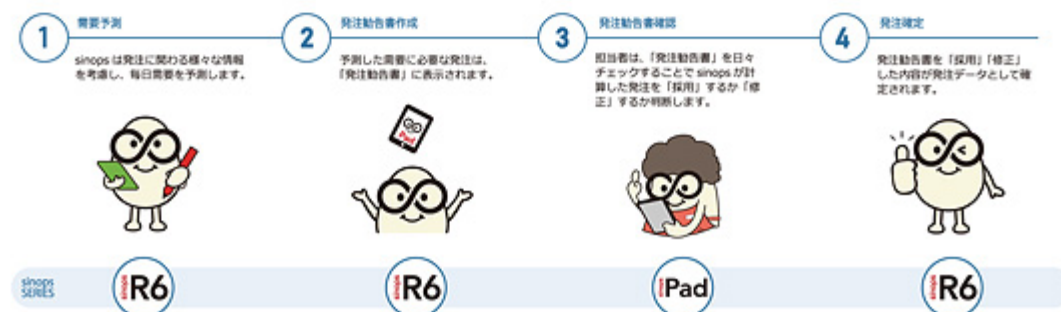 1
需要予測
sinops は発注に関わる様々な情報
を考慮し、毎日需要を予測します。
2
発注勧告書作成
予測した需要に必要な発注は、
「発注勧告書」に表示されます。
Pad
3
発注勧告書確認
担当者は、「発注勧告書」を日々
チェックすることで sinops が計
算した発注を「採用」するか「修
正」するか判断します。
4
発注確定
発注勧告書を「採用」「修正」
した内容が発注データとして確
定されます。
sinops
SERIES
sinops R6
sinops R6
sinops Pad
sinops R6